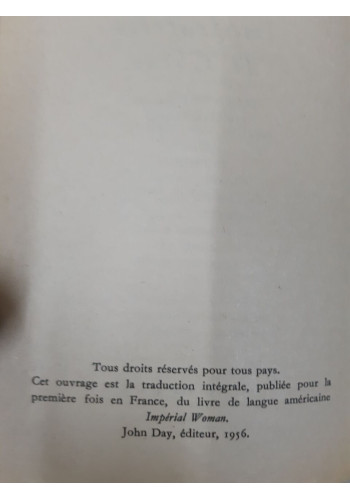 Tous droits réservés pour tous pays.
Cet ouvrage est la traduction intégrale, publiée pour la
première fois en France, du livre de langue américaine
Impérial Woman.
John Day, éditeur, 1956.